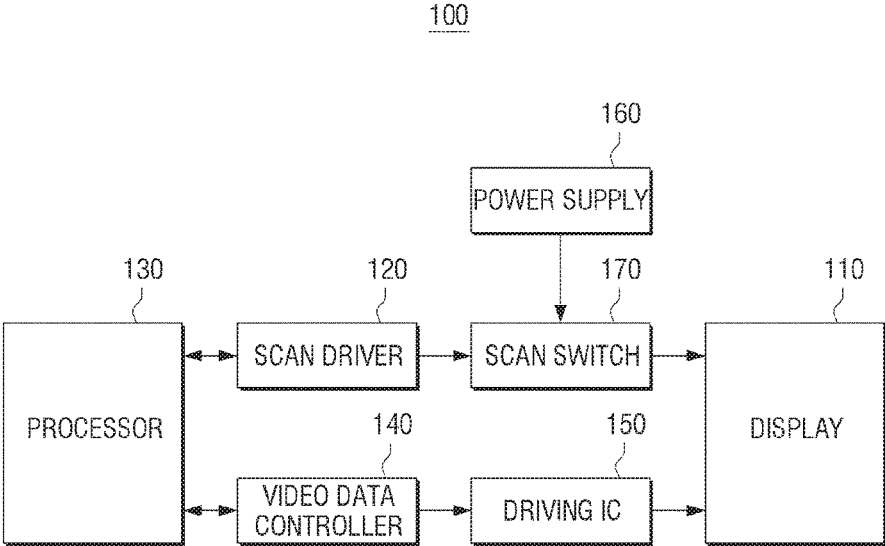 100
160
POWER SUPPLY
130
120
170
110
SCAN DRIVER
SCAN SWITCH
PROCESSOR
DISPLAY
140
150
VIDEO DATA
CONTROLLER
DRIVING IC